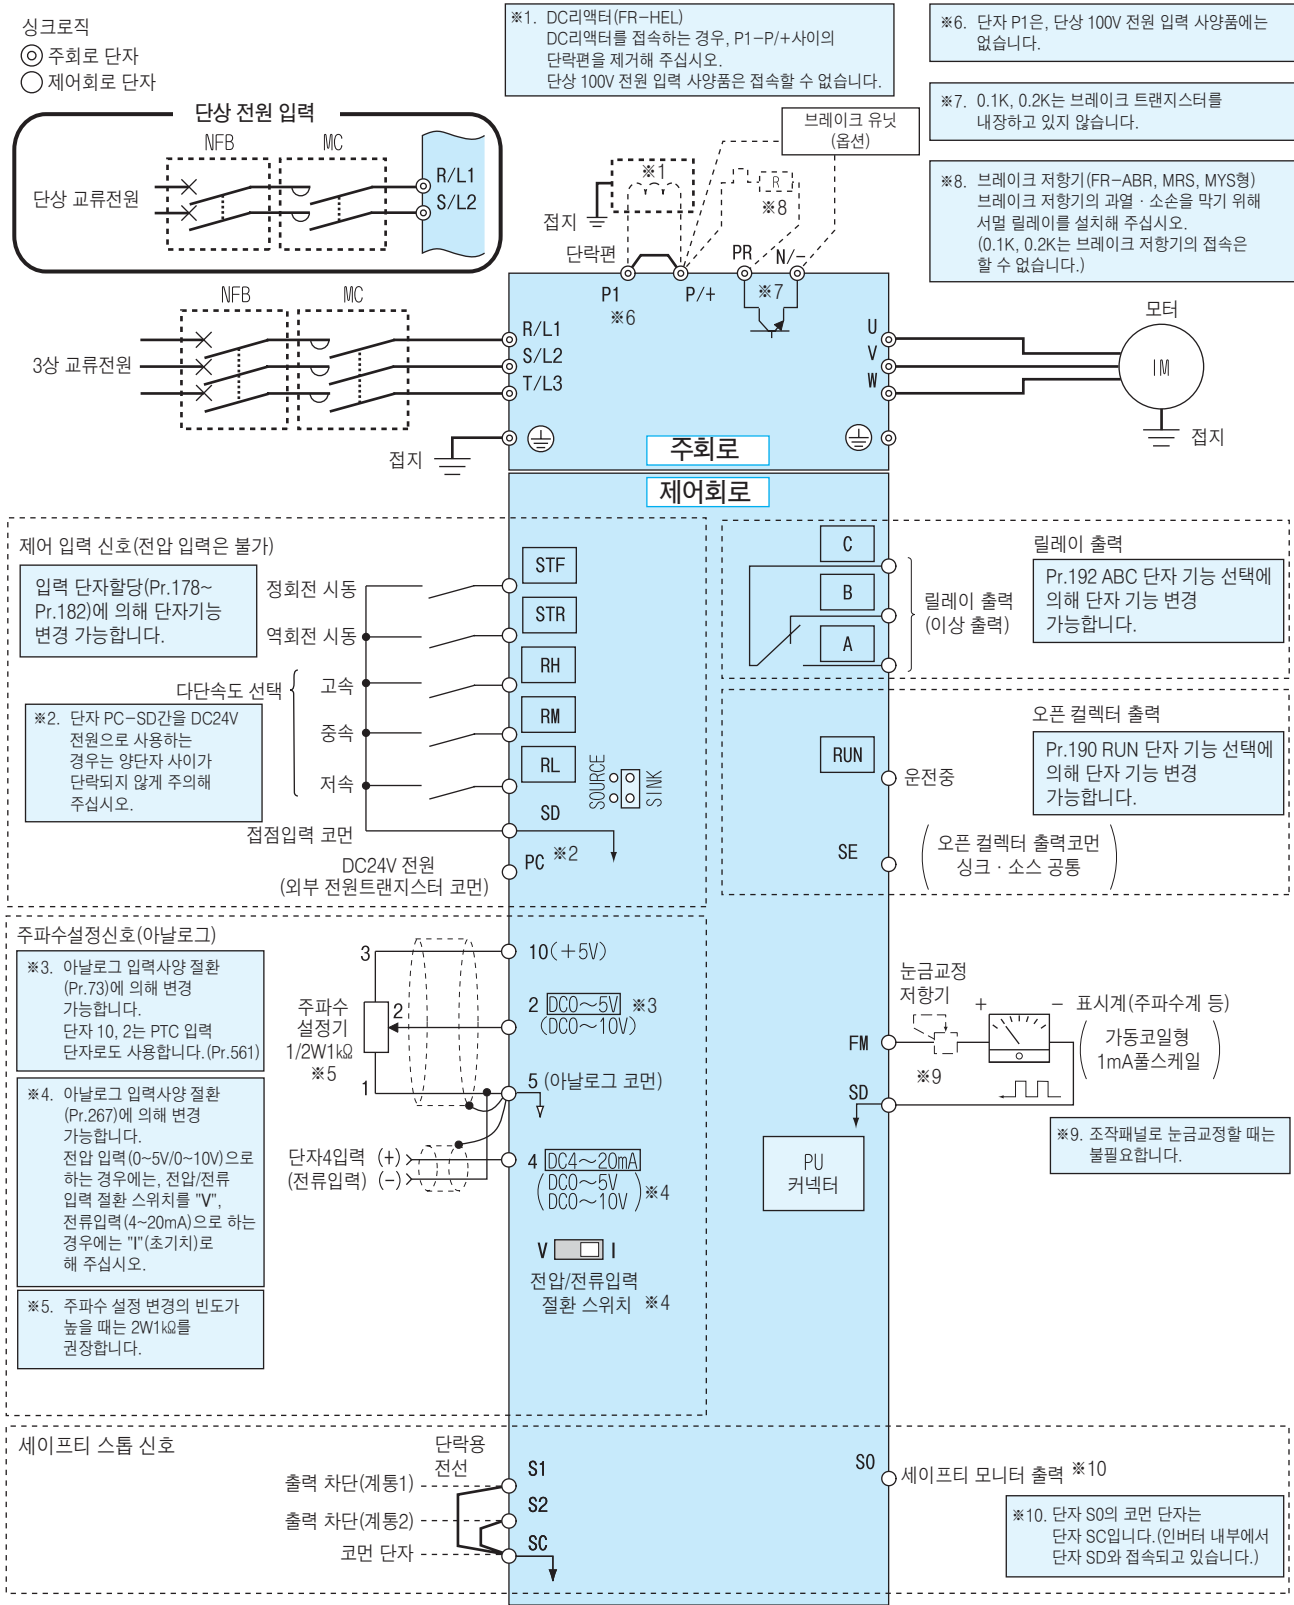 싱크로직
◎ 주회로 단자
○ 제어회로 단자
※1. DC리액터(FR-HEL)
DC리액터를 접속하는 경우, P1-P/+사이의
단락편을 제거해 주십시오.
단상 100V 전원 입력 사양품은 접속할 수 없습니다.
※6. 단자 P1은, 단상 100V 전원 입력 사양품에는
없습니다.
※7. 0.1K, 0.2K는 브레이크 트랜지스터를
내장하고 있지 않습니다.
※8. 브레이크 저항기(FR-ABR, MRS, MYS형)
브레이크 저항기의 과열 · 소손을 막기 위해
서멀 릴레이를 설치해 주십시오.
(0.1K, 0.2K는 브레이크 저항기의 접속은
할 수 없습니다.)
단상 전원 입력
NFB
MC
단상 교류전원
R/L1
S/L2
브레이크 유닛
(옵션)
※1
R
※8
접지
단락편
PR
N/-
P1
※6
P/+
※7
NFB
MC
3상 교류전원
R/L1
S/L2
T/L3
접지
U
V
W
모터
IM
접지
주회로
제어회로
제어 입력 신호(전압 입력은 불가)
입력 단자할당(Pr.178~
Pr.182)에 의해 단자기능
변경 가능합니다.
정회전 시동
역회전 시동
다단속도 선택
고속
중속
저속
STF
STR
RH
RM
RL
SOURCE
SINK
※2. 단자 PC-SD간을 DC24V
전원으로 사용하는
경우는 양단자 사이가
단락되지 않게 주의해
주십시오.
접점입력 코먼
SD
DC24V 전원
(외부 전원트랜지스터 코먼)
PC ※2
C
B
A
릴레이 출력
(이상 출력)
릴레이 출력
Pr.192 ABC 단자 기능 선택에
의해 단자 기능 변경
가능합니다.
오픈 컬렉터 출력
Pr.190 RUN 단자 기능 선택에
의해 단자 기능 변경
가능합니다.
RUN
운전중
SE
(오픈 컬렉터 출력코먼
싱크 · 소스 공통)
주파수설정신호(아날로그)
※3. 아날로그 입력사양 절환
(Pr.73)에 의해 변경
가능합니다.
단자 10, 2는 PTC 입력
단자로도 사용합니다.(Pr.561)
※4. 아날로그 입력사양 절환
(Pr.267)에 의해 변경
가능합니다.
전압 입력(0~5V/0~10V)으로
하는 경우에는, 전압/전류
입력 절환 스위치를 "V",
전류입력(4~20mA)으로 하는
경우에는 "I"(초기치)로
해 주십시오.
※5. 주파수 설정 변경의 빈도가
높을 때는 2W1㏀를
권장합니다.
주파수
설정기
1/2W1㏀
※5
3
2
1
10(+5V)
2 DC0~5V ※3
(DC0~10V)
5 (아날로그 코먼)
단자4입력 (+)
(전류입력) (-)
4 DC4~20mA
(DC0~5V
DC0~10V) ※4
V I
전압/전류입력
절환 스위치 ※4
눈금교정
저항기
+ - 표시계(주파수계 등)
(가동코일형
1mA풀스케일)
FM
※9
SD
※9. 조작패널로 눈금교정할 때는
불필요합니다.
PU
커넥터
세이프티 스톱 신호
단락용
전선
출력 차단(계통1)
출력 차단(계통2)
코먼 단자
S1
S2
SC
SO
세이프티 모니터 출력 ※10
※10. 단자 SO의 코먼 단자는
단자 SC입니다.(인버터 내부에서
단자 SD와 접속되고 있습니다.)